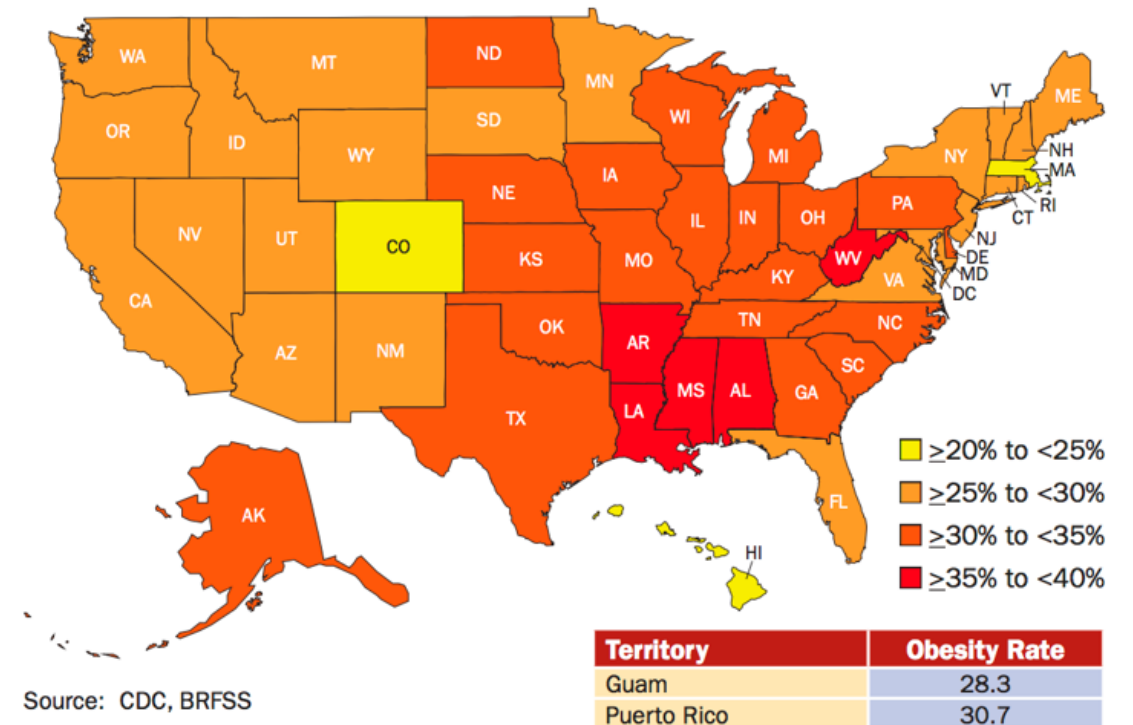 WA
MT
ND
MN
VT
ME
OR
ID
SD
WI
MI
NY
NH
MA
WY
NE
IA
PA
RI
CT
NV
UT
CO
IL
IN
OH
NJ
DE
MD
DC
KS
MO
KY
WV
VA
CA
AZ
NM
OK
AR
TN
NC
SC
TX
LA
MS
AL
GA
FL
AK
HI
≥20% to <25%
≥25% to <30%
≥30% to <35%
≥35% to <40%
Territory Obesity Rate
Guam 28.3
Puerto Rico 30.7
Source: CDC, BRFSS